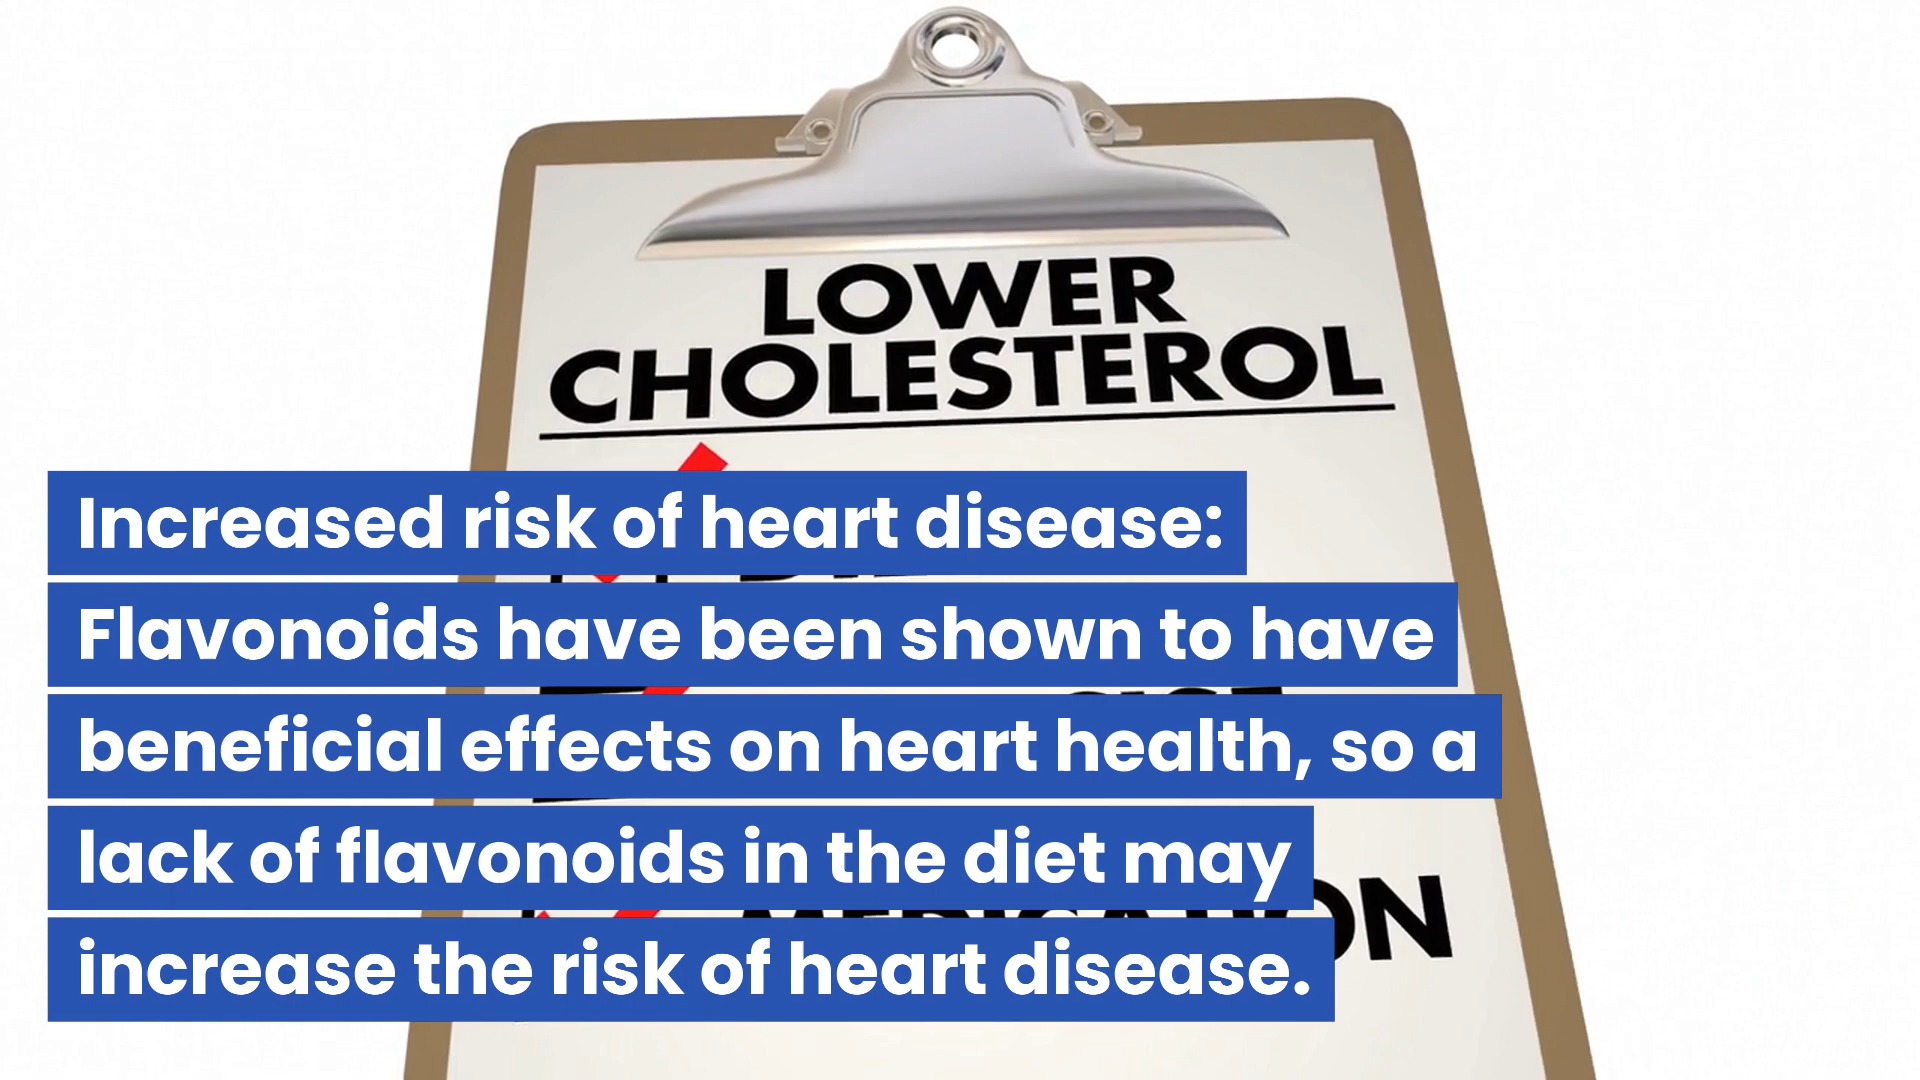 LOWER
CHOLESTEROL
Increased risk of heart disease:
Flavonoids have been shown to have
beneficial effects on heart health, so a
lack of flavonoids in the diet may
increase the risk of heart disease.